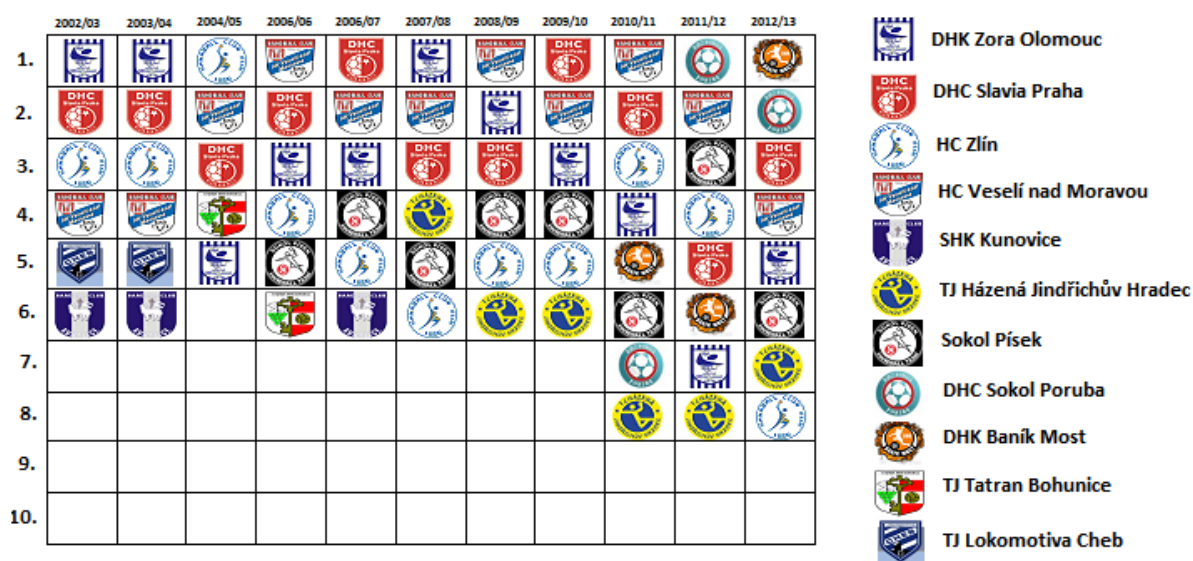 2002/03 2003/04 2004/05 2006/06 2006/07 2007/08 2008/09 2009/10 2010/11 2011/12 2012/13
1.
2.
3.
4.
5.
6.
7.
8.
9.
10.
DHK Zora Olomouc
DHC Slavia Praha
HC Zlín
HC Veselí nad Moravou
SHK Kunovice
TJ Házená Jindřichův Hradec
Sokol Písek
DHC Sokol Poruba
DHK Baník Most
TJ Tatran Bohunice
TJ Lokomotiva Cheb